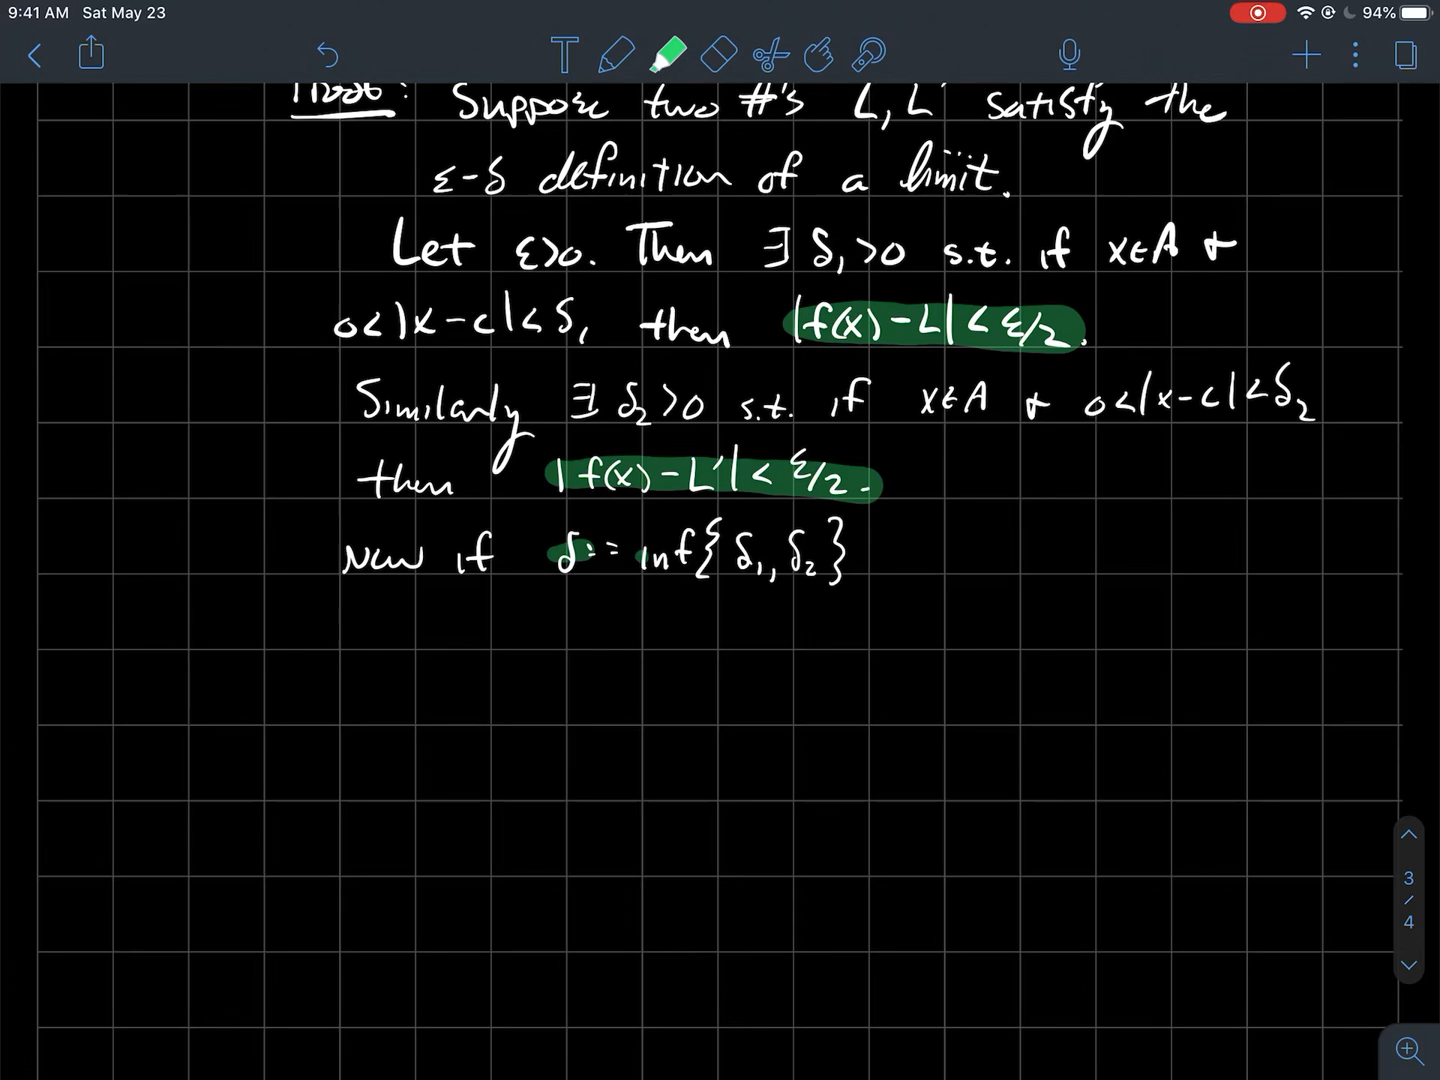 9:41 AM Sat May 23
94%
Proof: Suppose two #'s L, L' satisfy the
ε-δ definition of a limit.
Let ε>0. Then ∃ δ₁>0 s.t. if x∈A &
0<|x-c|<δ₁ then |f(x)-L|<ε/2.
Similarly ∃ δ₂>0 s.t. if x∈A & 0<|x-c|<δ₂
then |f(x)-L'|<ε/2.
Now if δ:= inf{δ₁, δ₂}
3
/
4